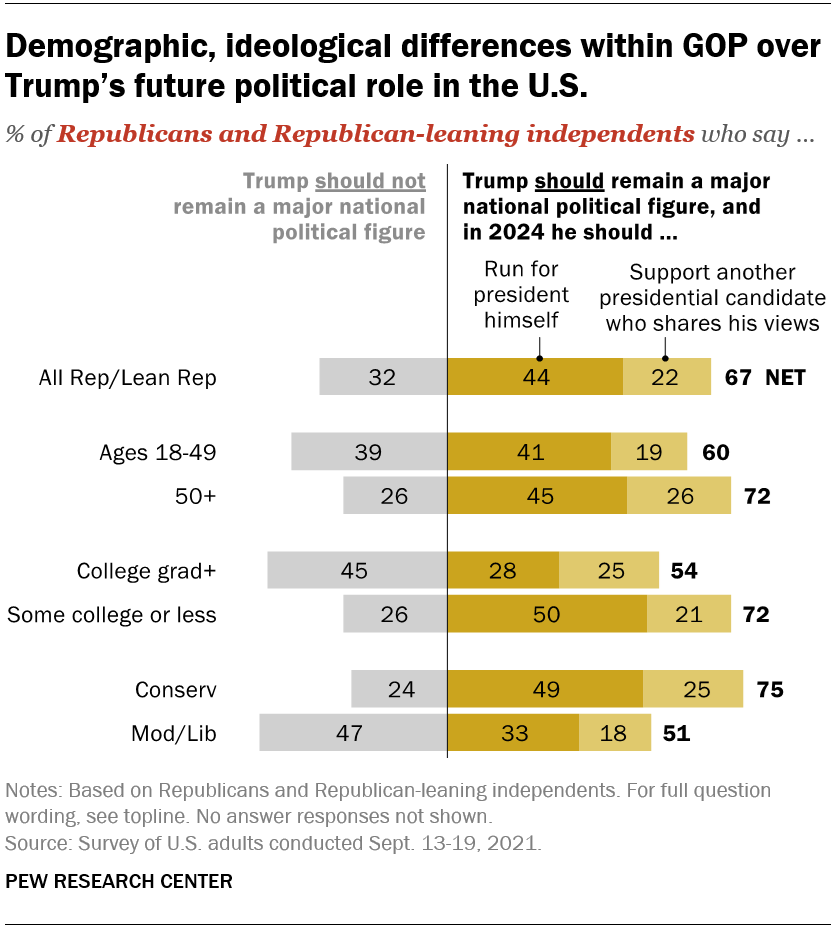 Demographic, ideological differences within GOP over
Trump's future political role in the U.S.
% of Republicans and Republican-leaning independents who say ...
Trump should not
remain a major national
political figure
Trump should remain a major
national political figure, and
in 2024 he should ...
Run for
president
himself
Support another
presidential candidate
who shares his views
All Rep/Lean Rep 32 44 22 67 NET
Ages 18-49 39 41 19 60
50+ 26 45 26 72
College grad+ 45 28 25 54
Some college or less 26 50 21 72
Conserv 24 49 25 75
Mod/Lib 47 33 18 51
Notes: Based on Republicans and Republican-leaning independents. For full question
wording, see topline. No answer responses not shown.
Source: Survey of U.S. adults conducted Sept. 13-19, 2021.
PEW RESEARCH CENTER